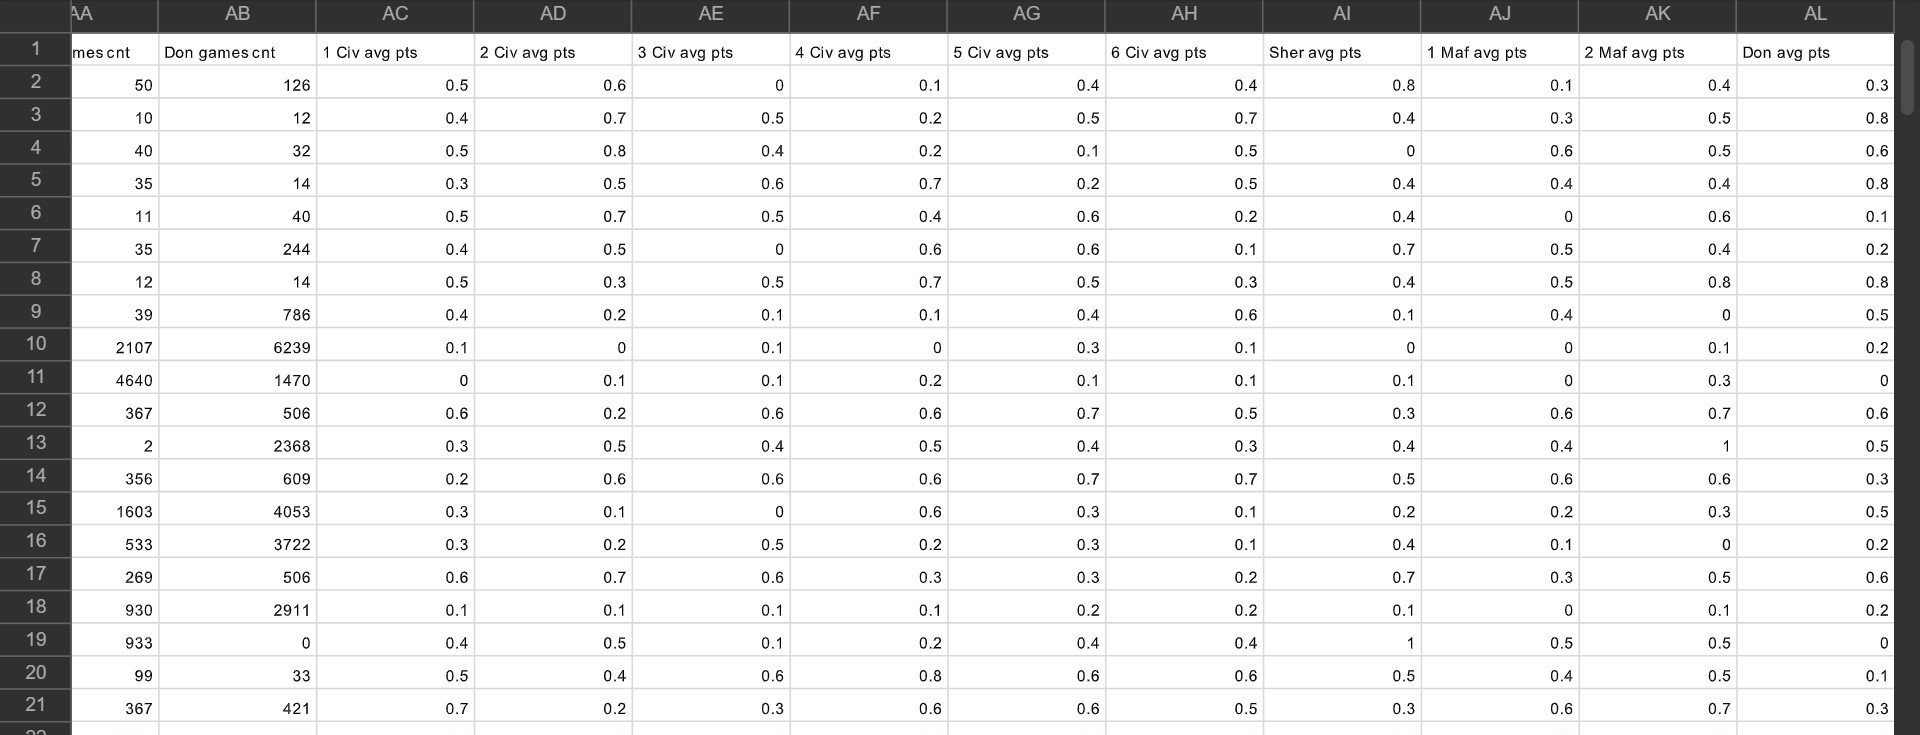 AA AB AC AD AE AF AG AH AI AJ AK AL
1 mes cnt Don games cnt 1 Civ avg pts 2 Civ avg pts 3 Civ avg pts 4 Civ avg pts 5 Civ avg pts 6 Civ avg pts Sher avg pts 1 Maf avg pts 2 Maf avg pts Don avg pts
2 50 126 0.5 0.6 0 0.1 0.4 0.4 0.8 0.1 0.4 0.3
3 10 12 0.4 0.7 0.5 0.2 0.5 0.7 0.4 0.3 0.5 0.8
4 40 32 0.5 0.8 0.4 0.2 0.1 0.5 0 0.6 0.5 0.6
5 35 14 0.3 0.5 0.6 0.7 0.2 0.5 0.4 0.4 0.4 0.8
6 11 40 0.5 0.7 0.5 0.4 0.6 0.2 0.4 0 0.6 0.1
7 35 244 0.4 0.5 0 0.6 0.6 0.1 0.7 0.5 0.4 0.2
8 12 14 0.5 0.3 0.5 0.7 0.5 0.3 0.4 0.5 0.8 0.8
9 39 786 0.4 0.2 0.1 0.1 0.4 0.6 0.1 0.4 0 0.5
10 2107 6239 0.1 0 0.1 0 0.3 0.1 0 0 0.1 0.2
11 4640 1470 0 0.1 0.1 0.2 0.1 0.1 0.1 0 0.3 0
12 367 506 0.6 0.2 0.6 0.6 0.7 0.5 0.3 0.6 0.7 0.6
13 2 2368 0.3 0.5 0.4 0.5 0.4 0.3 0.4 0.4 1 0.5
14 356 609 0.2 0.6 0.6 0.6 0.7 0.7 0.5 0.6 0.6 0.3
15 1603 4053 0.3 0.1 0 0.6 0.3 0.1 0.2 0.2 0.3 0.5
16 533 3722 0.3 0.2 0.5 0.2 0.3 0.1 0.4 0.1 0 0.2
17 269 506 0.6 0.7 0.6 0.3 0.3 0.2 0.7 0.3 0.5 0.6
18 930 2911 0.1 0.1 0.1 0.1 0.2 0.2 0.1 0 0.1 0.2
19 933 0 0.4 0.5 0.1 0.2 0.4 0.4 1 0.5 0.5 0
20 99 33 0.5 0.4 0.6 0.8 0.6 0.6 0.5 0.4 0.5 0.1
21 367 421 0.7 0.2 0.3 0.6 0.6 0.5 0.3 0.6 0.7 0.3